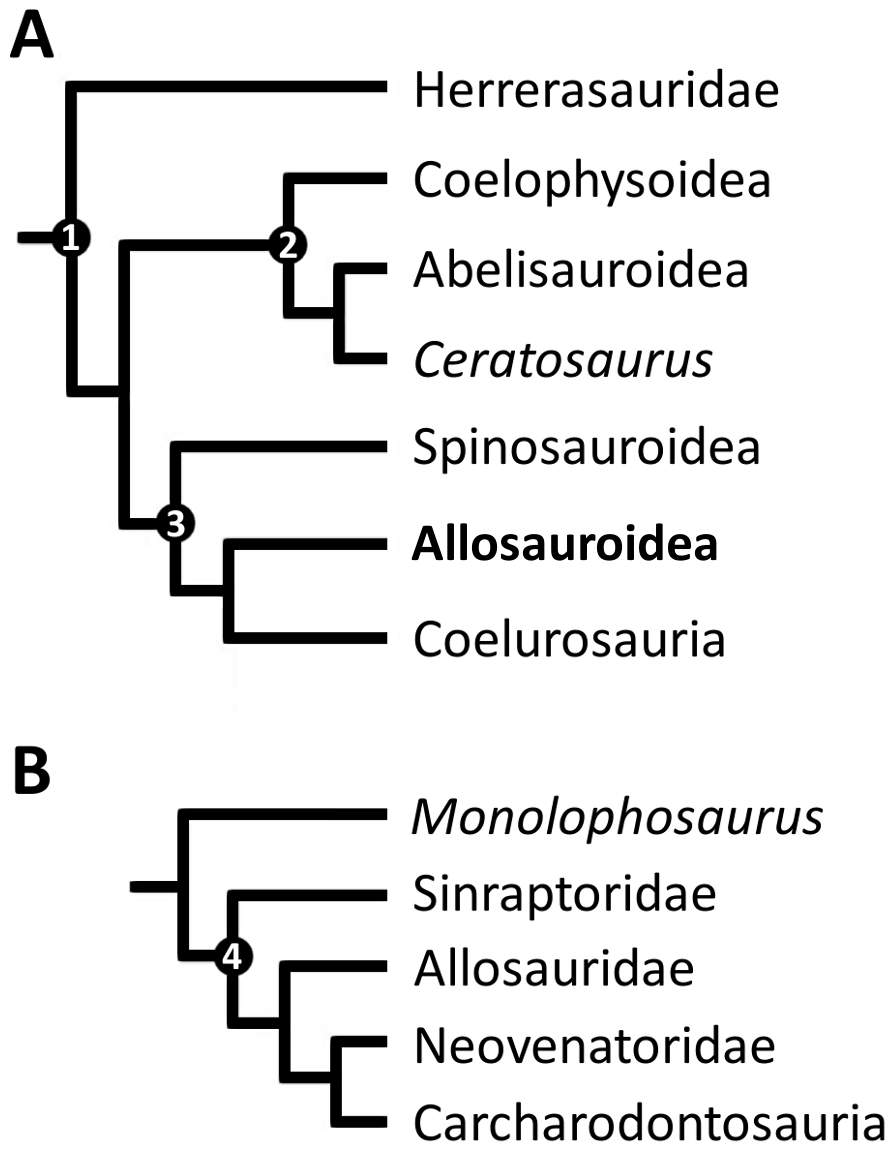 A
Herrerasauridae
Coelophysoidea
1
2
Abelisauroidea
Ceratosaurus
Spinosauroidea
3
Allosauroidea
Coelurosauria
B
Monolophosaurus
Sinraptoridae
4
Allosauridae
Neovenatoridae
Carcharodontosauria